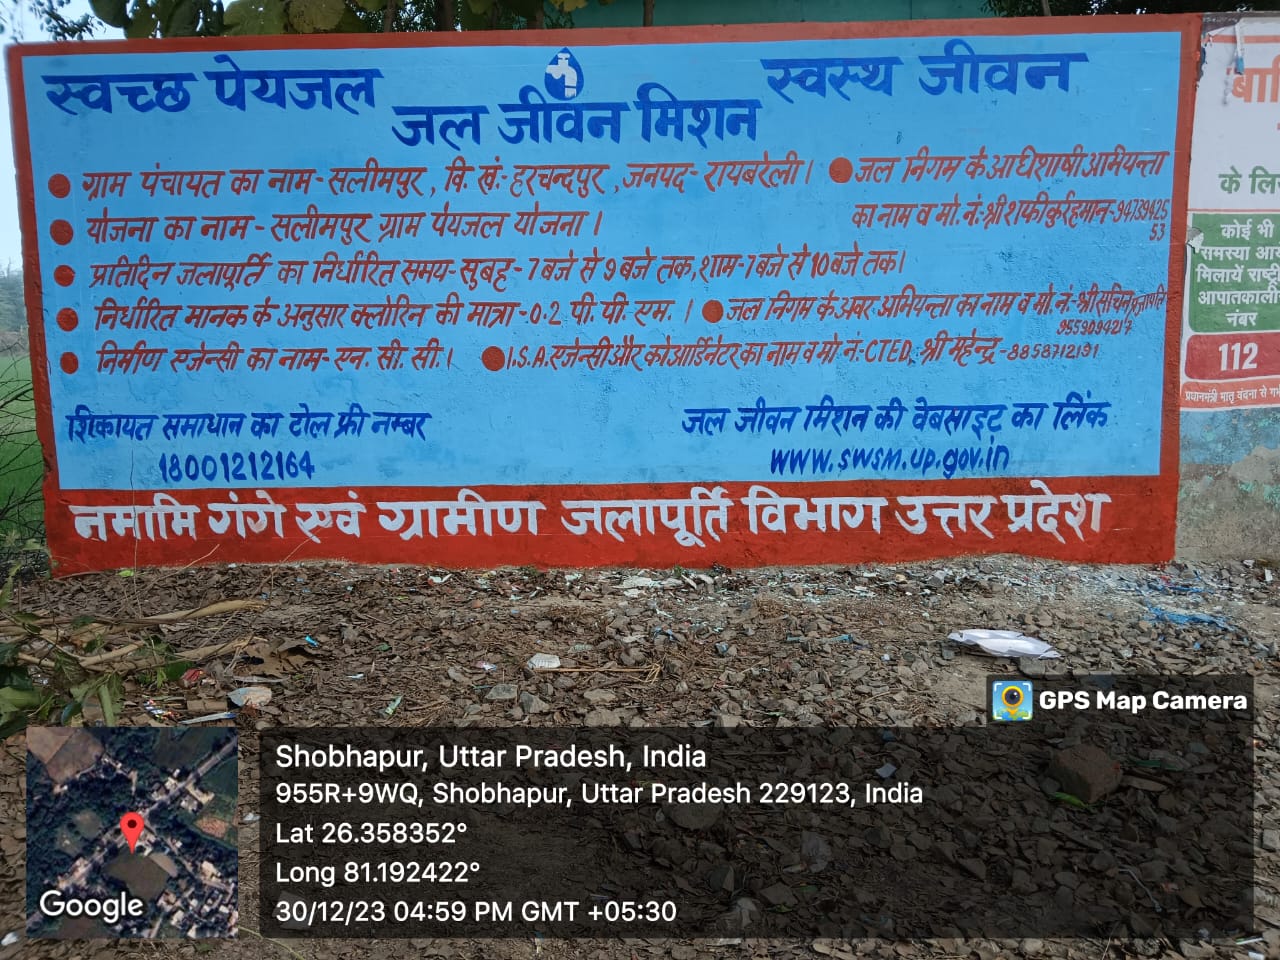 स्वच्छ पेयजल
जल जीवन मिशन
स्वस्थ जीवन
ग्राम पंचायत का नाम- सलीमपुर, वि. खं.- हरचन्दपुर, जनपद- रायबरेली।
जल निगम के अधिशाषी अभियन्ता
का नाम व मो. नं:- श्री शफीकुर्रहमान-94739425
53
योजना का नाम- सलीमपुर ग्राम पेयजल योजना।
प्रतिदिन जलापूर्ति का निर्धारित समय- सुबह- 7 बजे से 9 बजे तक, शाम-7 बजे से 10 बजे तक।
निर्धारित मानक के अनुसार क्लोरिन की मात्रा-0.2 पी. पी. एम.।
जल निगम के अवर अभियन्ता का नाम व मो. नं:- श्री सचिन प्रजापति
निर्माण एजेन्सी का नाम- एन. सी. सी.।
I.S.A. एजेन्सी और कोआर्डिनेटर का नाम व मो. नं:- CTED, श्री महेन्द्र-8858712191
शिकायत समाधान का टोल फ्री नम्बर
18001212164
जल जीवन मिशन की वेबसाइट का लिंक
www.swsm.up.gov.in
नमामि गंगे एवं ग्रामीण जलापूर्ति विभाग उत्तर प्रदेश
के लि
कोई भी
समस्या आ
मिलायें राष्ट्री
आपातकाली
नंबर
112
प्रधानमंत्री मातृ वंदना से
GPS Map Camera
Shobhapur, Uttar Pradesh, India
955R+9WQ, Shobhapur, Uttar Pradesh 229123, India
Lat 26.358352°
Long 81.192422°
30/12/23 04:59 PM GMT +05:30
Google